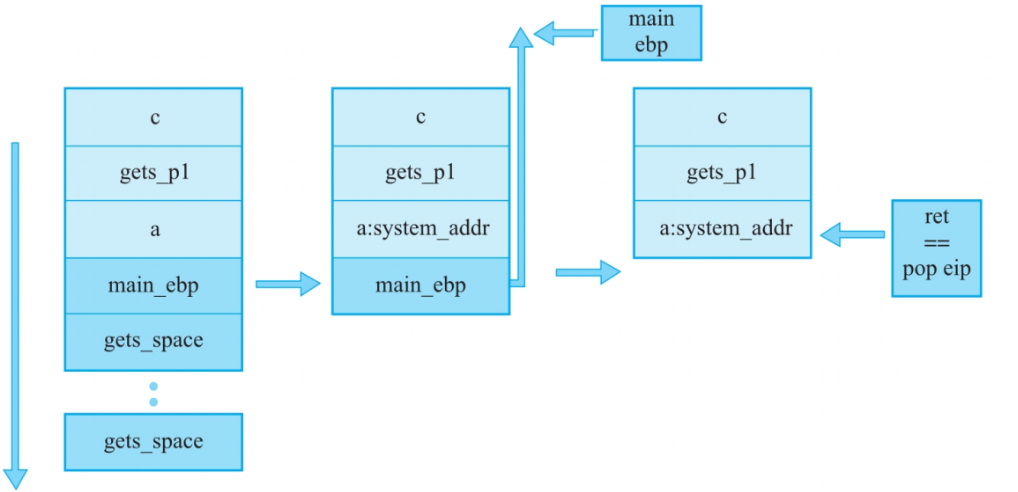 main
ebp
c
gets_p1
a
main_ebp
gets_space
gets_space
c
gets_p1
a:system_addr
main_ebp
c
gets_p1
a:system_addr
ret
==
pop eip